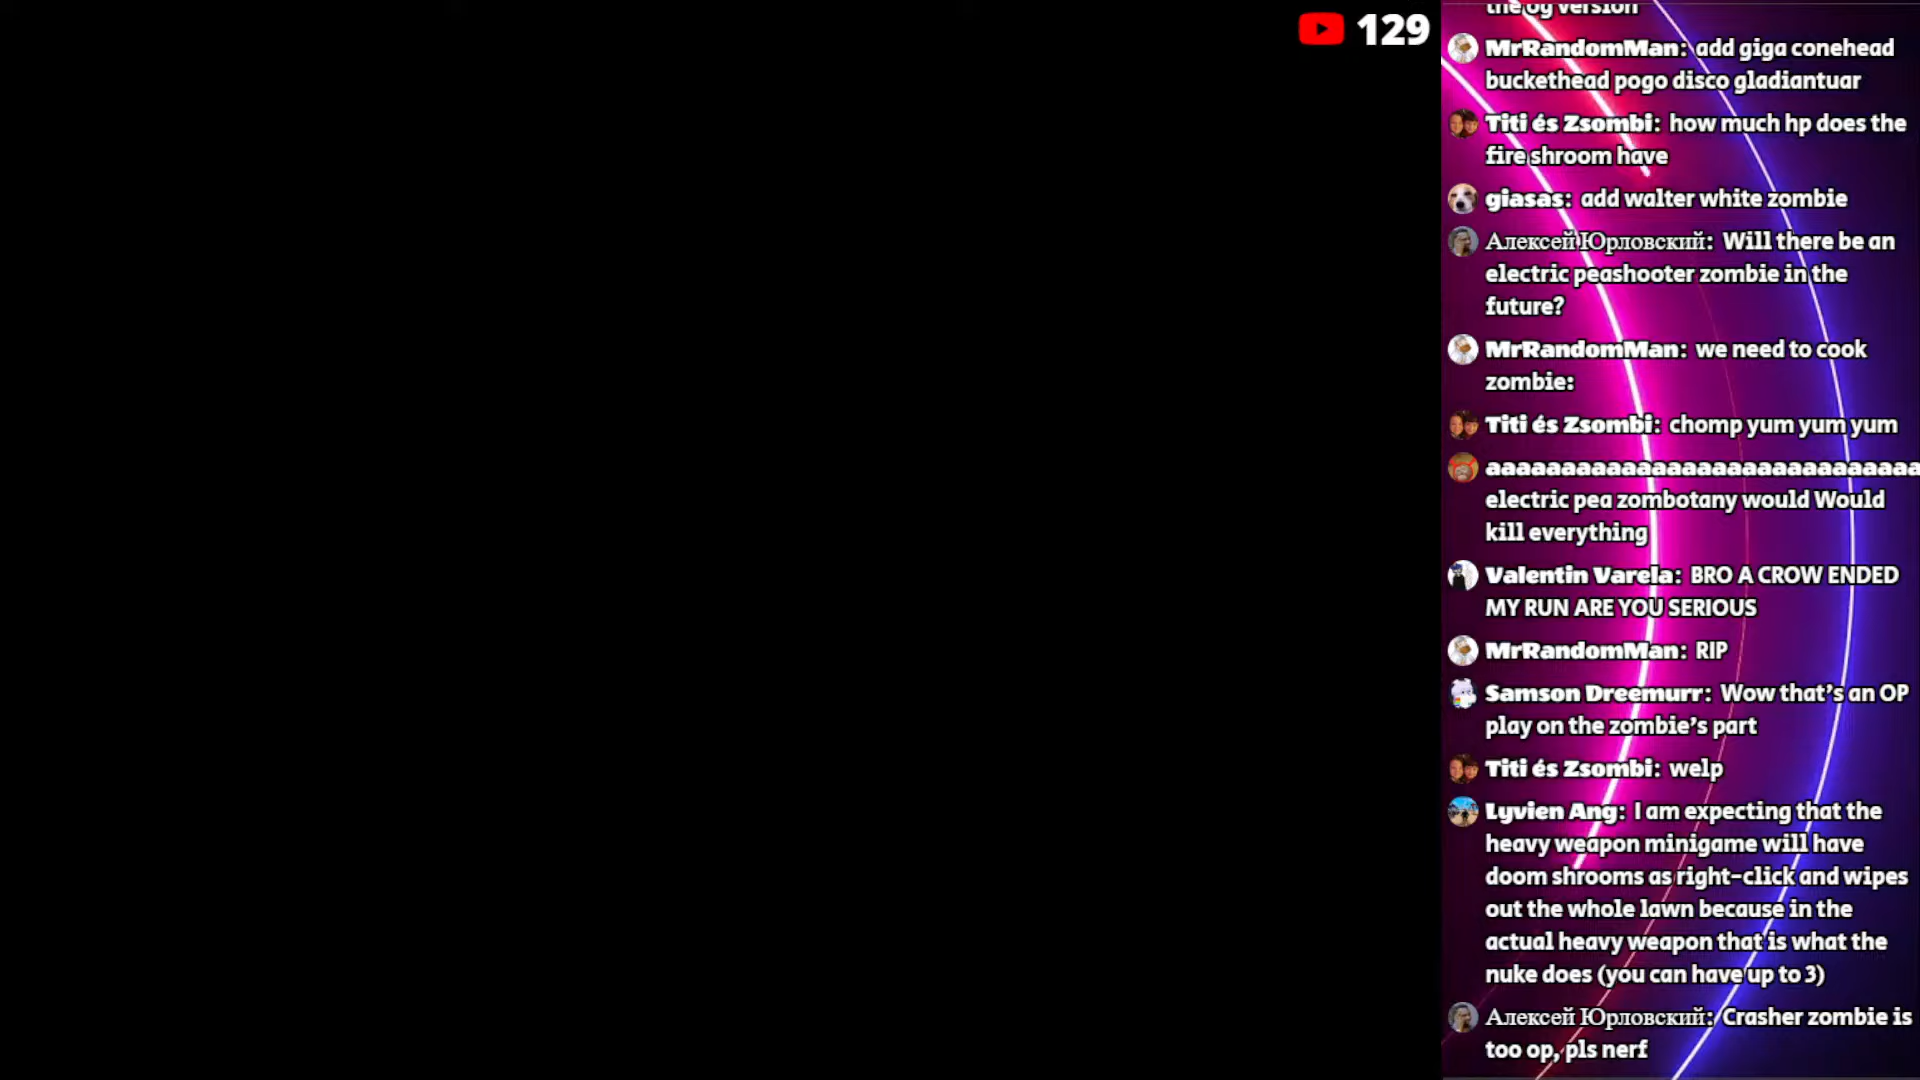 129
the og version
MrRandomMan: add giga conehead
buckethead pogo disco gladiantuar
Titi és Zsombi: how much hp does the
fire shroom have
giasas: add walter white zombie
Алексей Юрловский: Will there be an
electric peashooter zombie in the
future?
MrRandomMan: we need to cook
zombie:
Titi és Zsombi: chomp yum yum yum
aaaaaaaaaaaaaaaaaaaaaaaaaaaaa
electric pea zombotany would Would
kill everything
Valentin Varela: BRO A CROW ENDED
MY RUN ARE YOU SERIOUS
MrRandomMan: RIP
Samson Dreemurr: Wow that's an OP
play on the zombie's part
Titi és Zsombi: welp
Lyvien Ang: I am expecting that the
heavy weapon minigame will have
doom shrooms as right-click and wipes
out the whole lawn because in the
actual heavy weapon that is what the
nuke does (you can have up to 3)
Алексей Юрловский: Crasher zombie is
too op, pls nerf